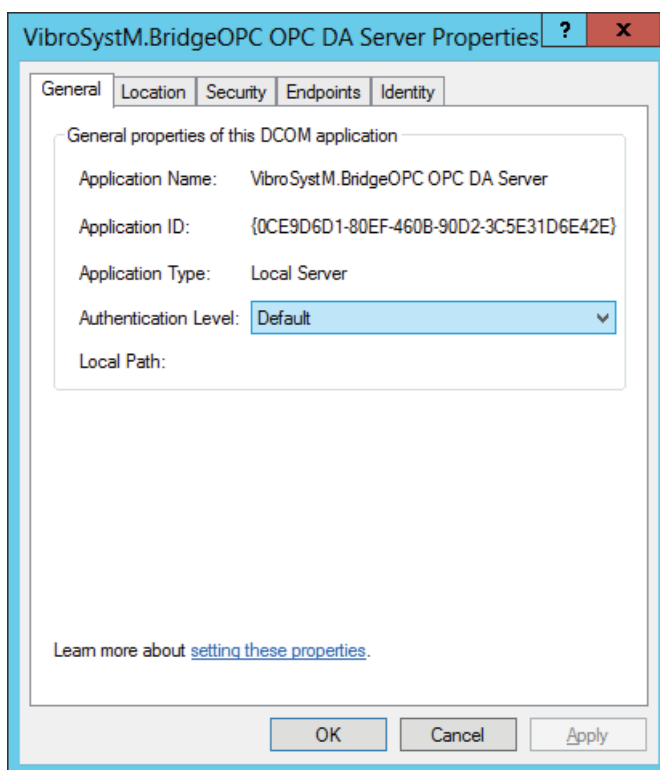 VibroSystM.BridgeOPC OPC DA Server Properties ? x
General Location Security Endpoints Identity
General properties of this DCOM application
Application Name: VibroSystM.BridgeOPC OPC DA Server
Application ID: {0CE9D6D1-80EF-460B-90D2-3C5E31D6E42E}
Application Type: Local Server
Authentication Level: Default
Local Path:
Learn more about setting these properties.
OK Cancel Apply